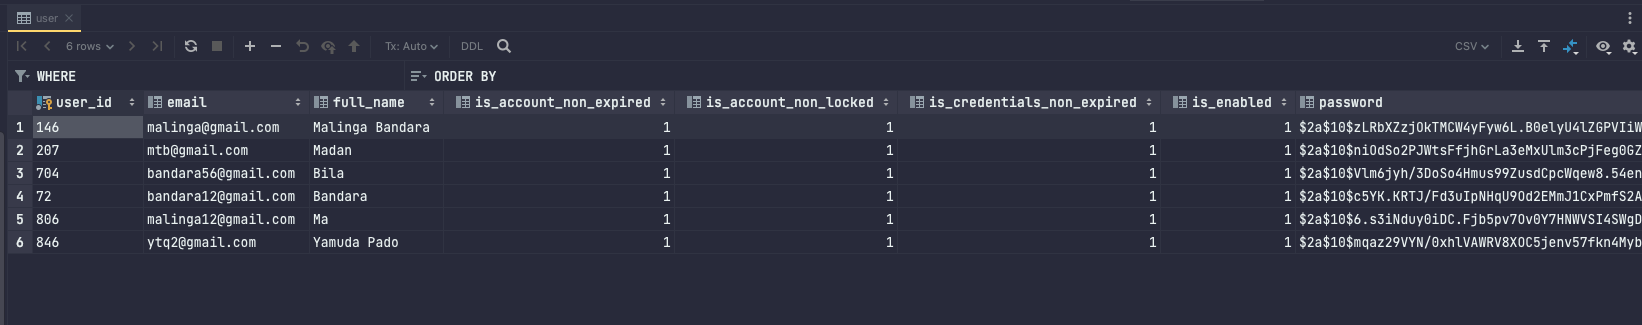 user
6 rows Tx: Auto DDL CSV
WHERE ORDER BY
user_id email full_name is_account_non_expired is_account_non_locked is_credentials_non_expired is_enabled password
1 146 malinga@gmail.com Malinga Bandara 1 1 1 1 $2a$10$zLRbXZzjOkTMCW4yFyw6L.B0elyU4lZGPVIiW
2 207 mtb@gmail.com Madan 1 1 1 1 $2a$10$niOdSo2PJWtsFfjhGrLa3eMxUlm3cPjFeg0GZ
3 704 bandara56@gmail.com Bila 1 1 1 1 $2a$10$Vlm6jyh/3DoSo4Hmus99ZusdCpcWqew8.54en
4 72 bandara12@gmail.com Bandara 1 1 1 1 $2a$10$c5YK.KRTJ/Fd3uIpNHqU9Od2EMmJ1CxPmfS2A
5 806 malinga12@gmail.com Ma 1 1 1 1 $2a$10$6.s3iNduy0iDC.Fjb5pv7Ov0Y7HNWVSI4SWgD
6 846 ytq2@gmail.com Yamuda Pado 1 1 1 1 $2a$10$mqaz29VYN/0xhlVAWRV8XOC5jenv57fkn4Myb